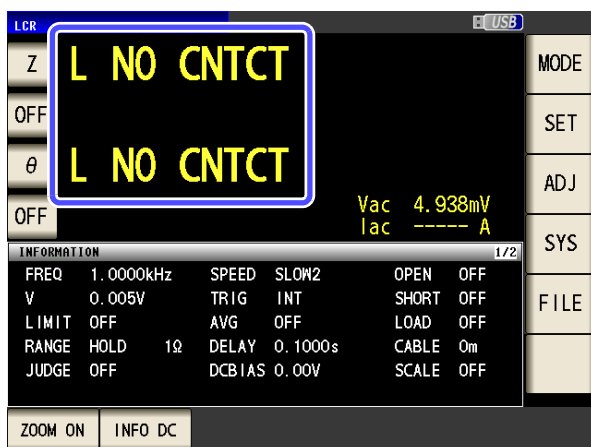 LCR USB
Z L NO CNTCT MODE
OFF SET
θ L NO CNTCT ADJ
OFF Vac 4.938mV
Iac ----- A SYS
INFORMATION 1/2
FREQ 1.0000kHz SPEED SLOW2 OPEN OFF
V 0.005V TRIG INT SHORT OFF FILE
LIMIT OFF AVG OFF LOAD OFF
RANGE HOLD 1Ω DELAY 0.1000s CABLE 0m
JUDGE OFF DCBIAS 0.00V SCALE OFF
ZOOM ON INFO DC